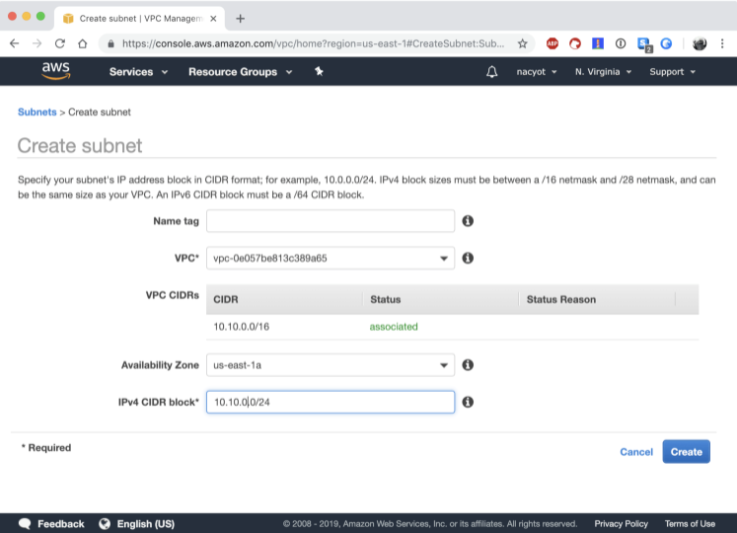 Create subnet | VPC Managem
https://console.aws.amazon.com/vpc/home?region=us-east-1#CreateSubnet:Sub...
aws Services Resource Groups nacyot N. Virginia Support
Subnets > Create subnet
Create subnet
Specify your subnet's IP address block in CIDR format; for example, 10.0.0.0/24. IPv4 block sizes must be between a /16 netmask and /28 netmask, and can
be the same size as your VPC. An IPv6 CIDR block must be a /64 CIDR block.
Name tag
VPC* vpc-0e057be813c389a65
VPC CIDRs CIDR Status Status Reason
10.10.0.0/16 associated
Availability Zone us-east-1a
IPv4 CIDR block* 10.10.0.0/24
* Required
Cancel Create
Feedback English (US) © 2008 - 2019, Amazon Web Services, Inc. or its affiliates. All rights reserved. Privacy Policy Terms of Use